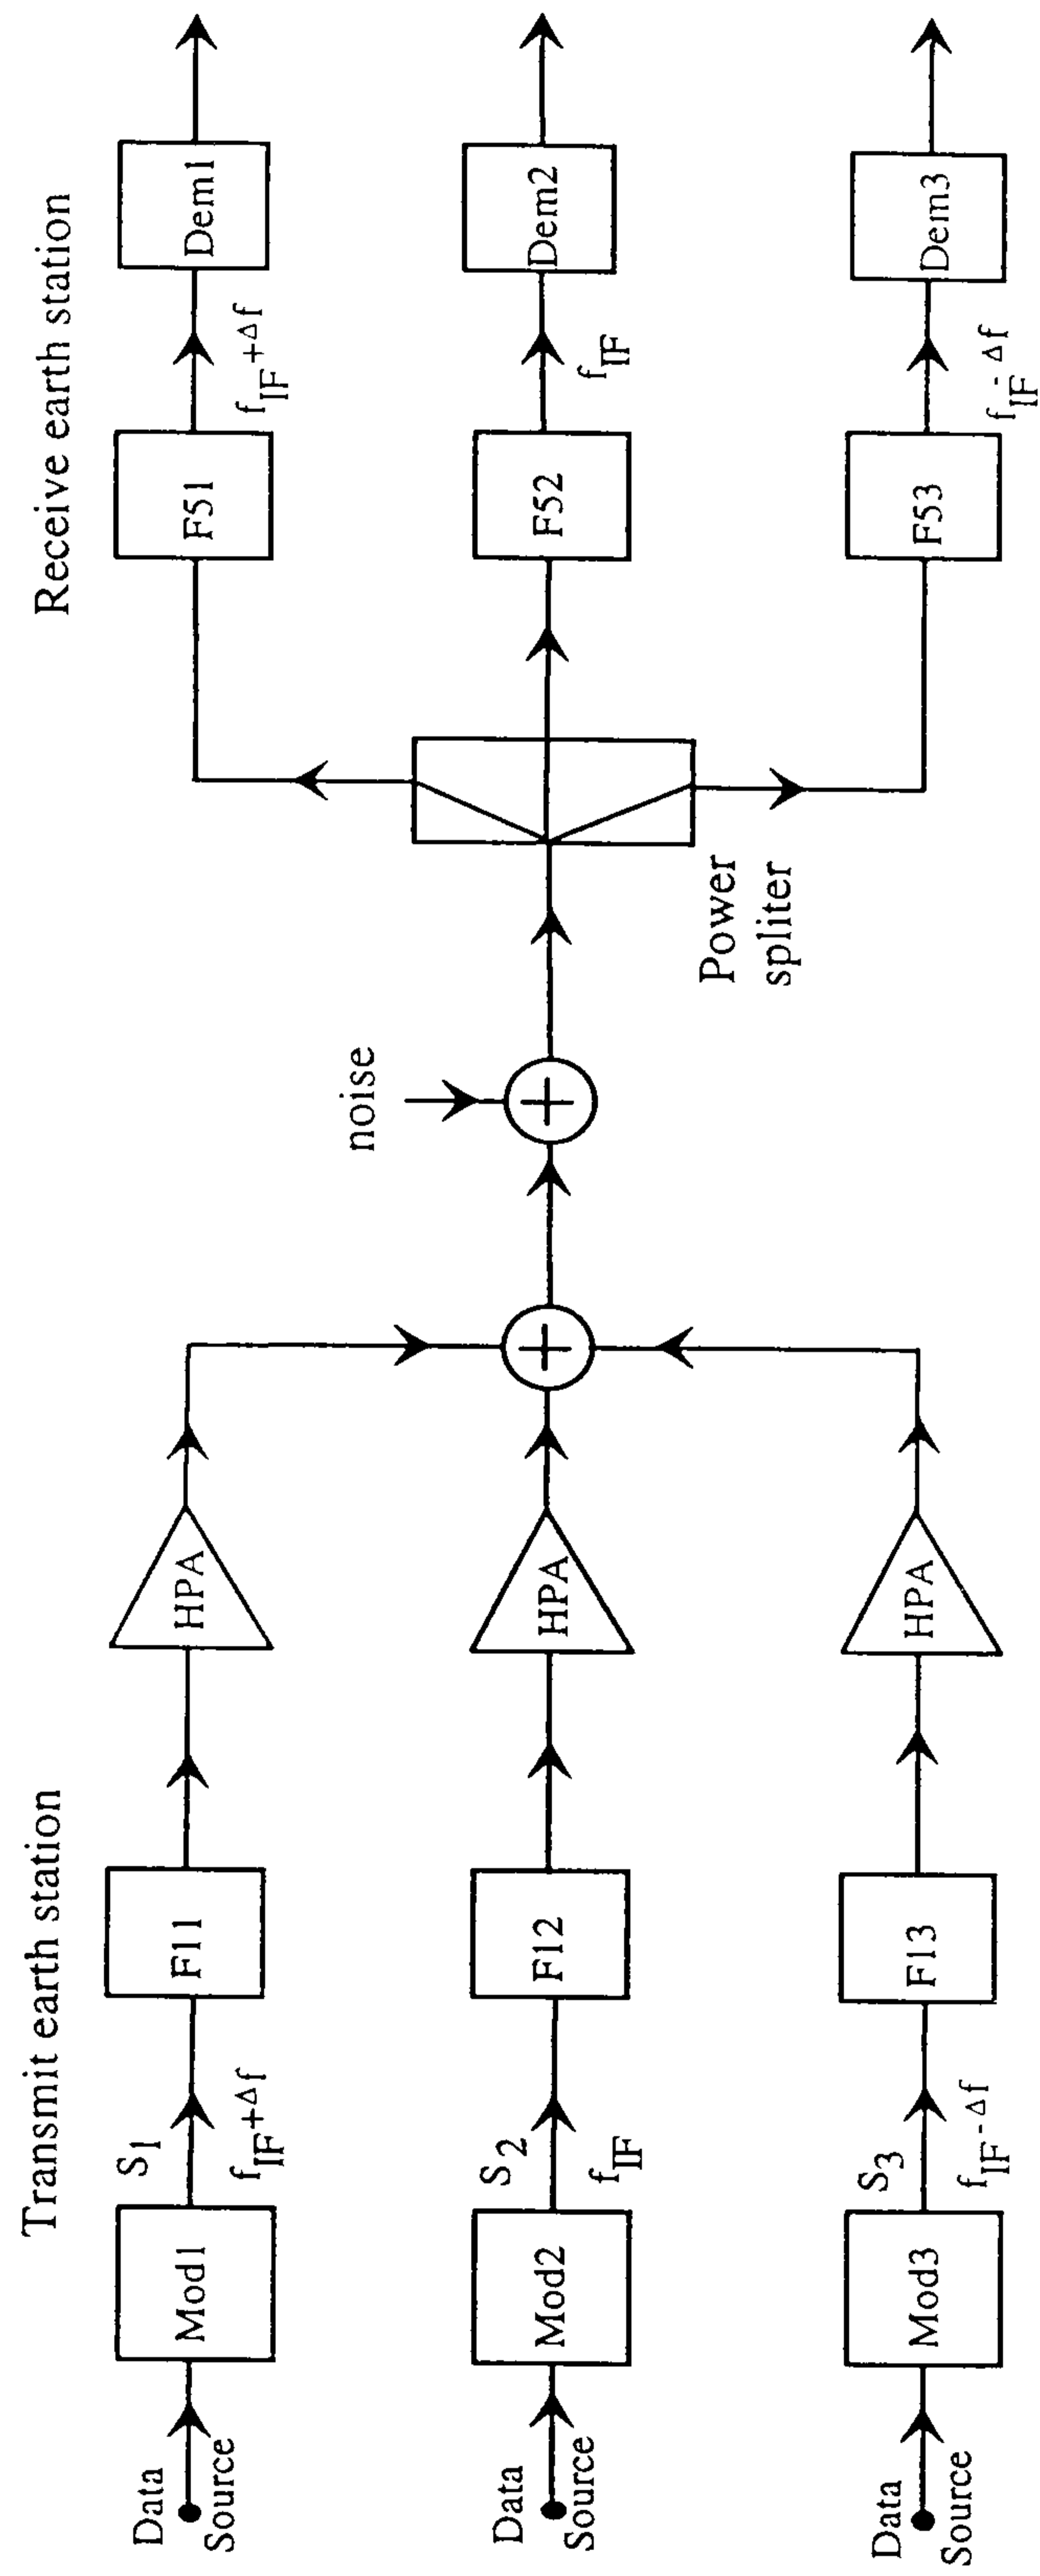 Transmit earth station
Receive earth station
Data
Source
Mod1
S1
fIF+Δf
F11
HPA
F51
fIF+Δf
Dem1
noise
Data
Source
Mod2
S2
fIF
F12
HPA
F52
fIF
Dem2
Power
spliter
Data
Source
Mod3
S3
fIF-Δf
F13
HPA
F53
fIF-Δf
Dem3